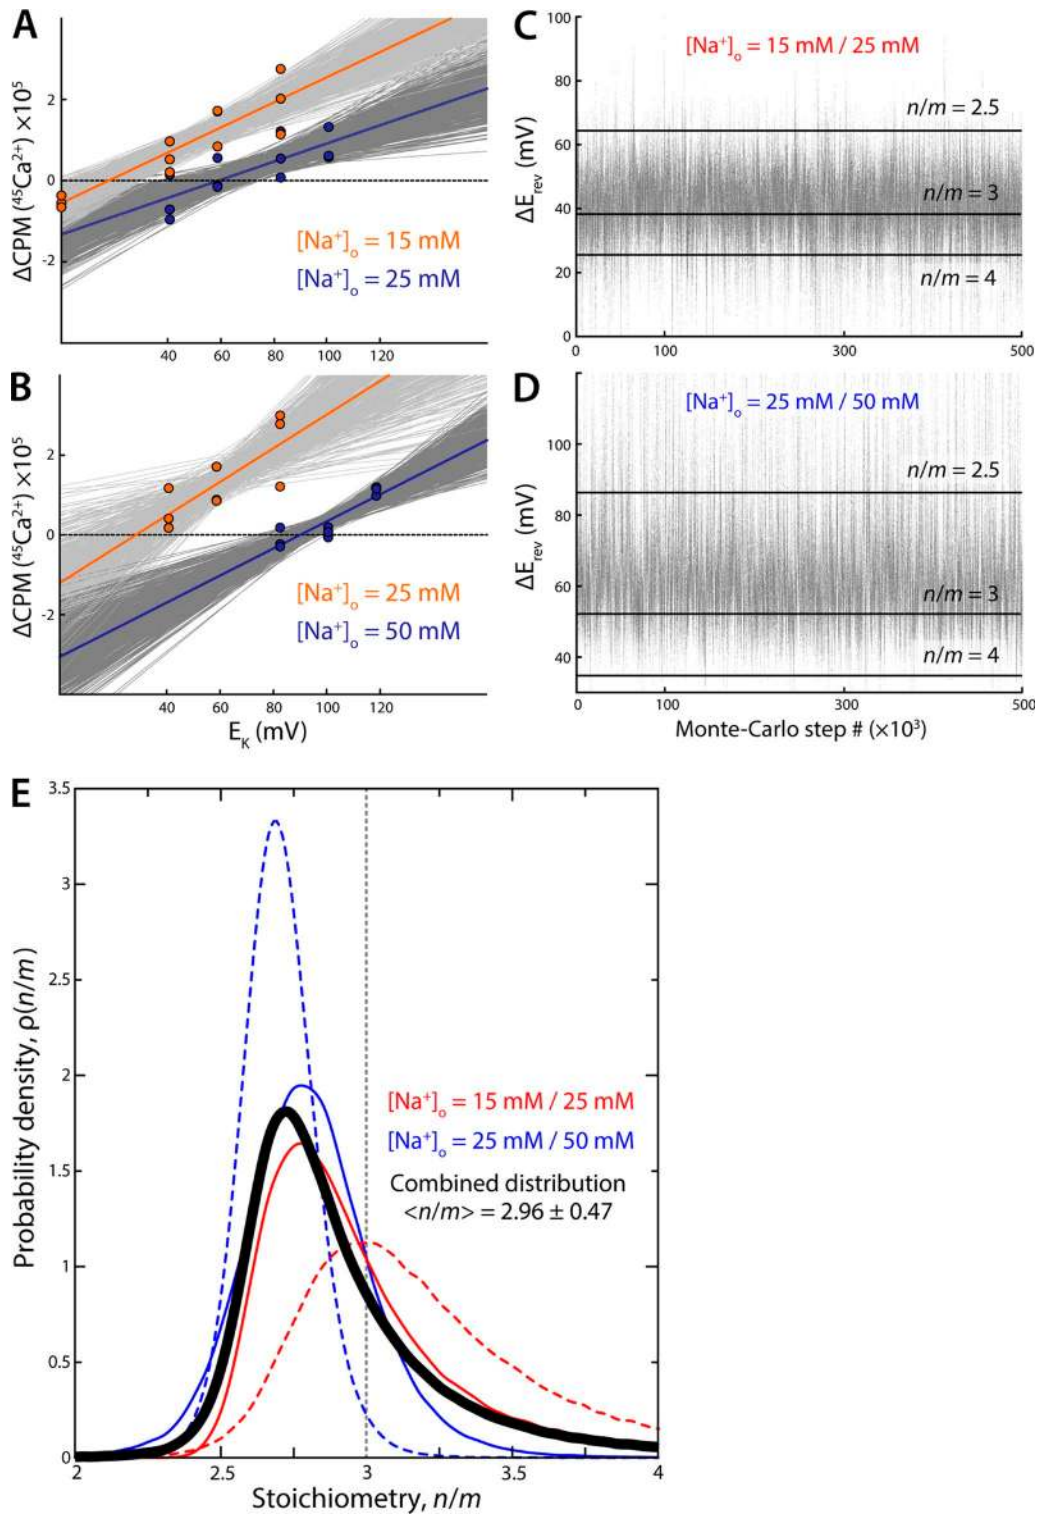 A
ΔCPM (⁴⁵Ca²⁺) ×10⁵
2
0
-2
[Na⁺]ₒ = 15 mM
[Na⁺]ₒ = 25 mM
40 60 80 100 120
B
ΔCPM (⁴⁵Ca²⁺) ×10⁵
2
0
-2
[Na⁺]ₒ = 25 mM
[Na⁺]ₒ = 50 mM
40 60 80 100 120
E_K (mV)
C
ΔE_rev (mV)
100
80
60
40
20
0
[Na⁺]ₒ = 15 mM / 25 mM
n/m = 2.5
n/m = 3
n/m = 4
0 100 300 500
D
ΔE_rev (mV)
100
80
60
40
[Na⁺]ₒ = 25 mM / 50 mM
n/m = 2.5
n/m = 3
n/m = 4
0 100 300 500
Monte-Carlo step # (×10³)
E
Probability density, ρ(n/m)
3.5
3
2.5
2
1.5
1
0.5
0
[Na⁺]ₒ = 15 mM / 25 mM
[Na⁺]ₒ = 25 mM / 50 mM
Combined distribution
<n/m> = 2.96 ± 0.47
2 2.5 3 3.5 4
Stoichiometry, n/m